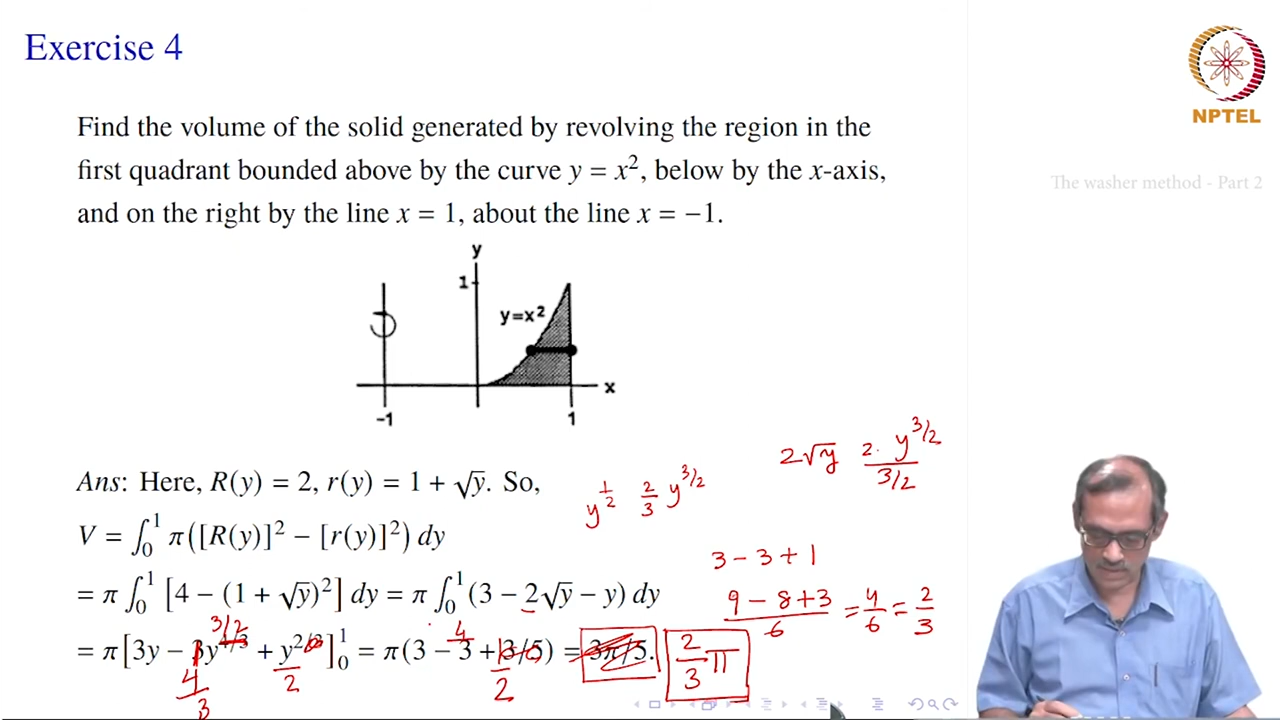 Exercise 4
NPTEL
The washer method - Part 2
Find the volume of the solid generated by revolving the region in the
first quadrant bounded above by the curve y = x², below by the x-axis,
and on the right by the line x = 1, about the line x = −1.
y
1
y=x²
x
-1
1
2√y 2. y^3/2 / 3/2
Ans: Here, R(y) = 2, r(y) = 1 + √y. So,
y^1/2 2/3 y^3/2
V = ∫₀¹ π([R(y)]² − [r(y)]²) dy
3 - 3 + 1
= π ∫₀¹ [4 − (1 + √y)²] dy = π ∫₀¹ (3 − 2√y − y) dy
9 - 8 + 3 / 6 = 4/6 = 2/3
3/2 4
= π[3y − 3y^4/3 + y² ]₀¹ = π(3 − 3 + 3/5) = 3π/5. 2/3 π
4/3 2 2